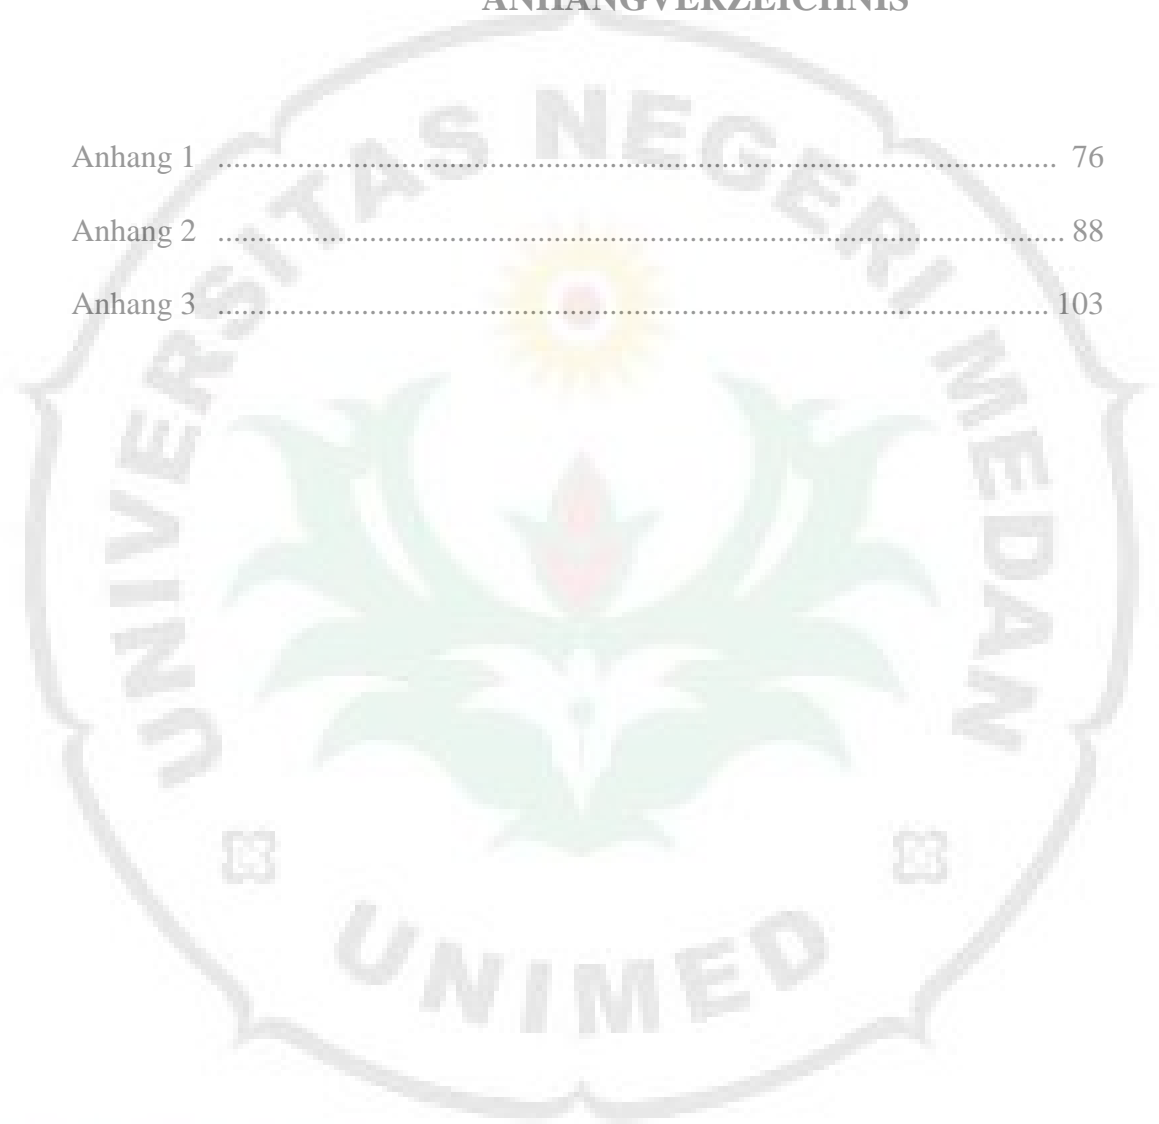 ANHANGVERZEICHNIS
Anhang 1 ........................................................................................................... 76
Anhang 2 ............................................................................................................ 88
Anhang 3 .......................................................................................................... 103
UNIVERSITAS NEGERI MEDAN
UNIMED